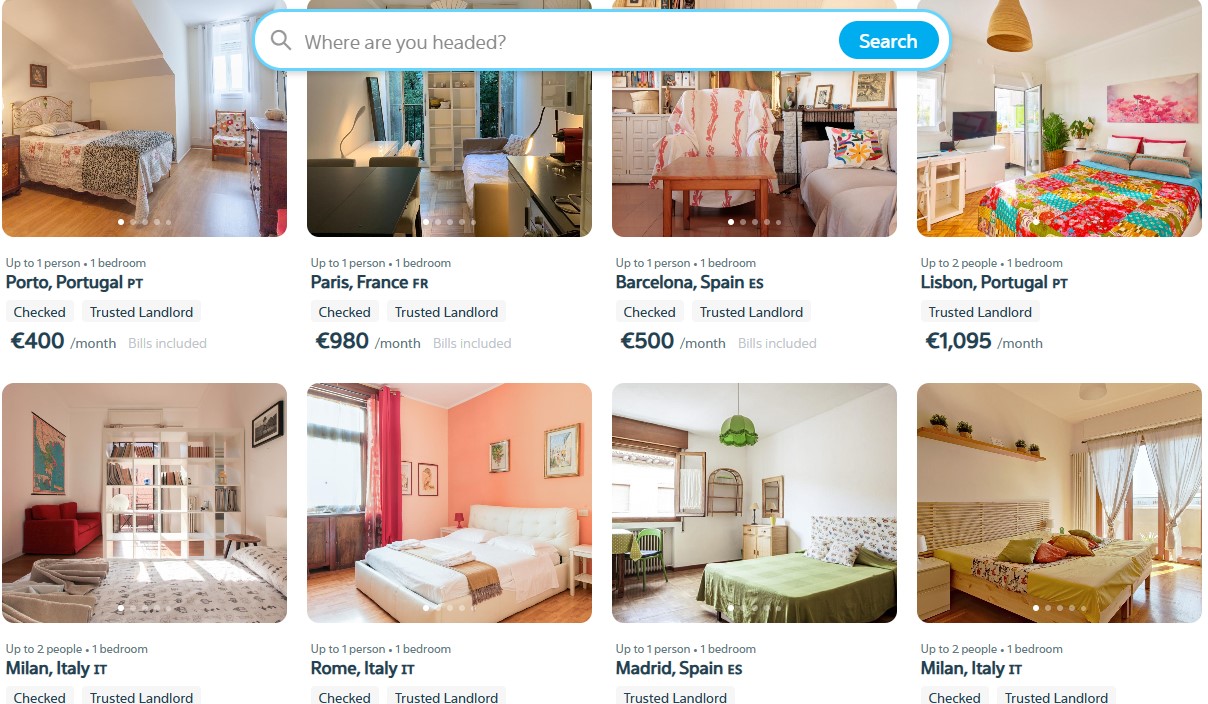 Where are you headed?
Search
Up to 1 person • 1 bedroom
Porto, Portugal PT
Checked
Trusted Landlord
€400 /month Bills included
Up to 1 person • 1 bedroom
Paris, France FR
Checked
Trusted Landlord
€980 /month Bills included
Up to 1 person • 1 bedroom
Barcelona, Spain ES
Checked
Trusted Landlord
€500 /month Bills included
Up to 2 people • 1 bedroom
Lisbon, Portugal PT
Trusted Landlord
€1,095 /month
Up to 2 people • 1 bedroom
Milan, Italy IT
Checked
Trusted Landlord
Up to 1 person • 1 bedroom
Rome, Italy IT
Checked
Trusted Landlord
Up to 1 person • 1 bedroom
Madrid, Spain ES
Trusted Landlord
Up to 2 people • 1 bedroom
Milan, Italy IT
Checked
Trusted Landlord